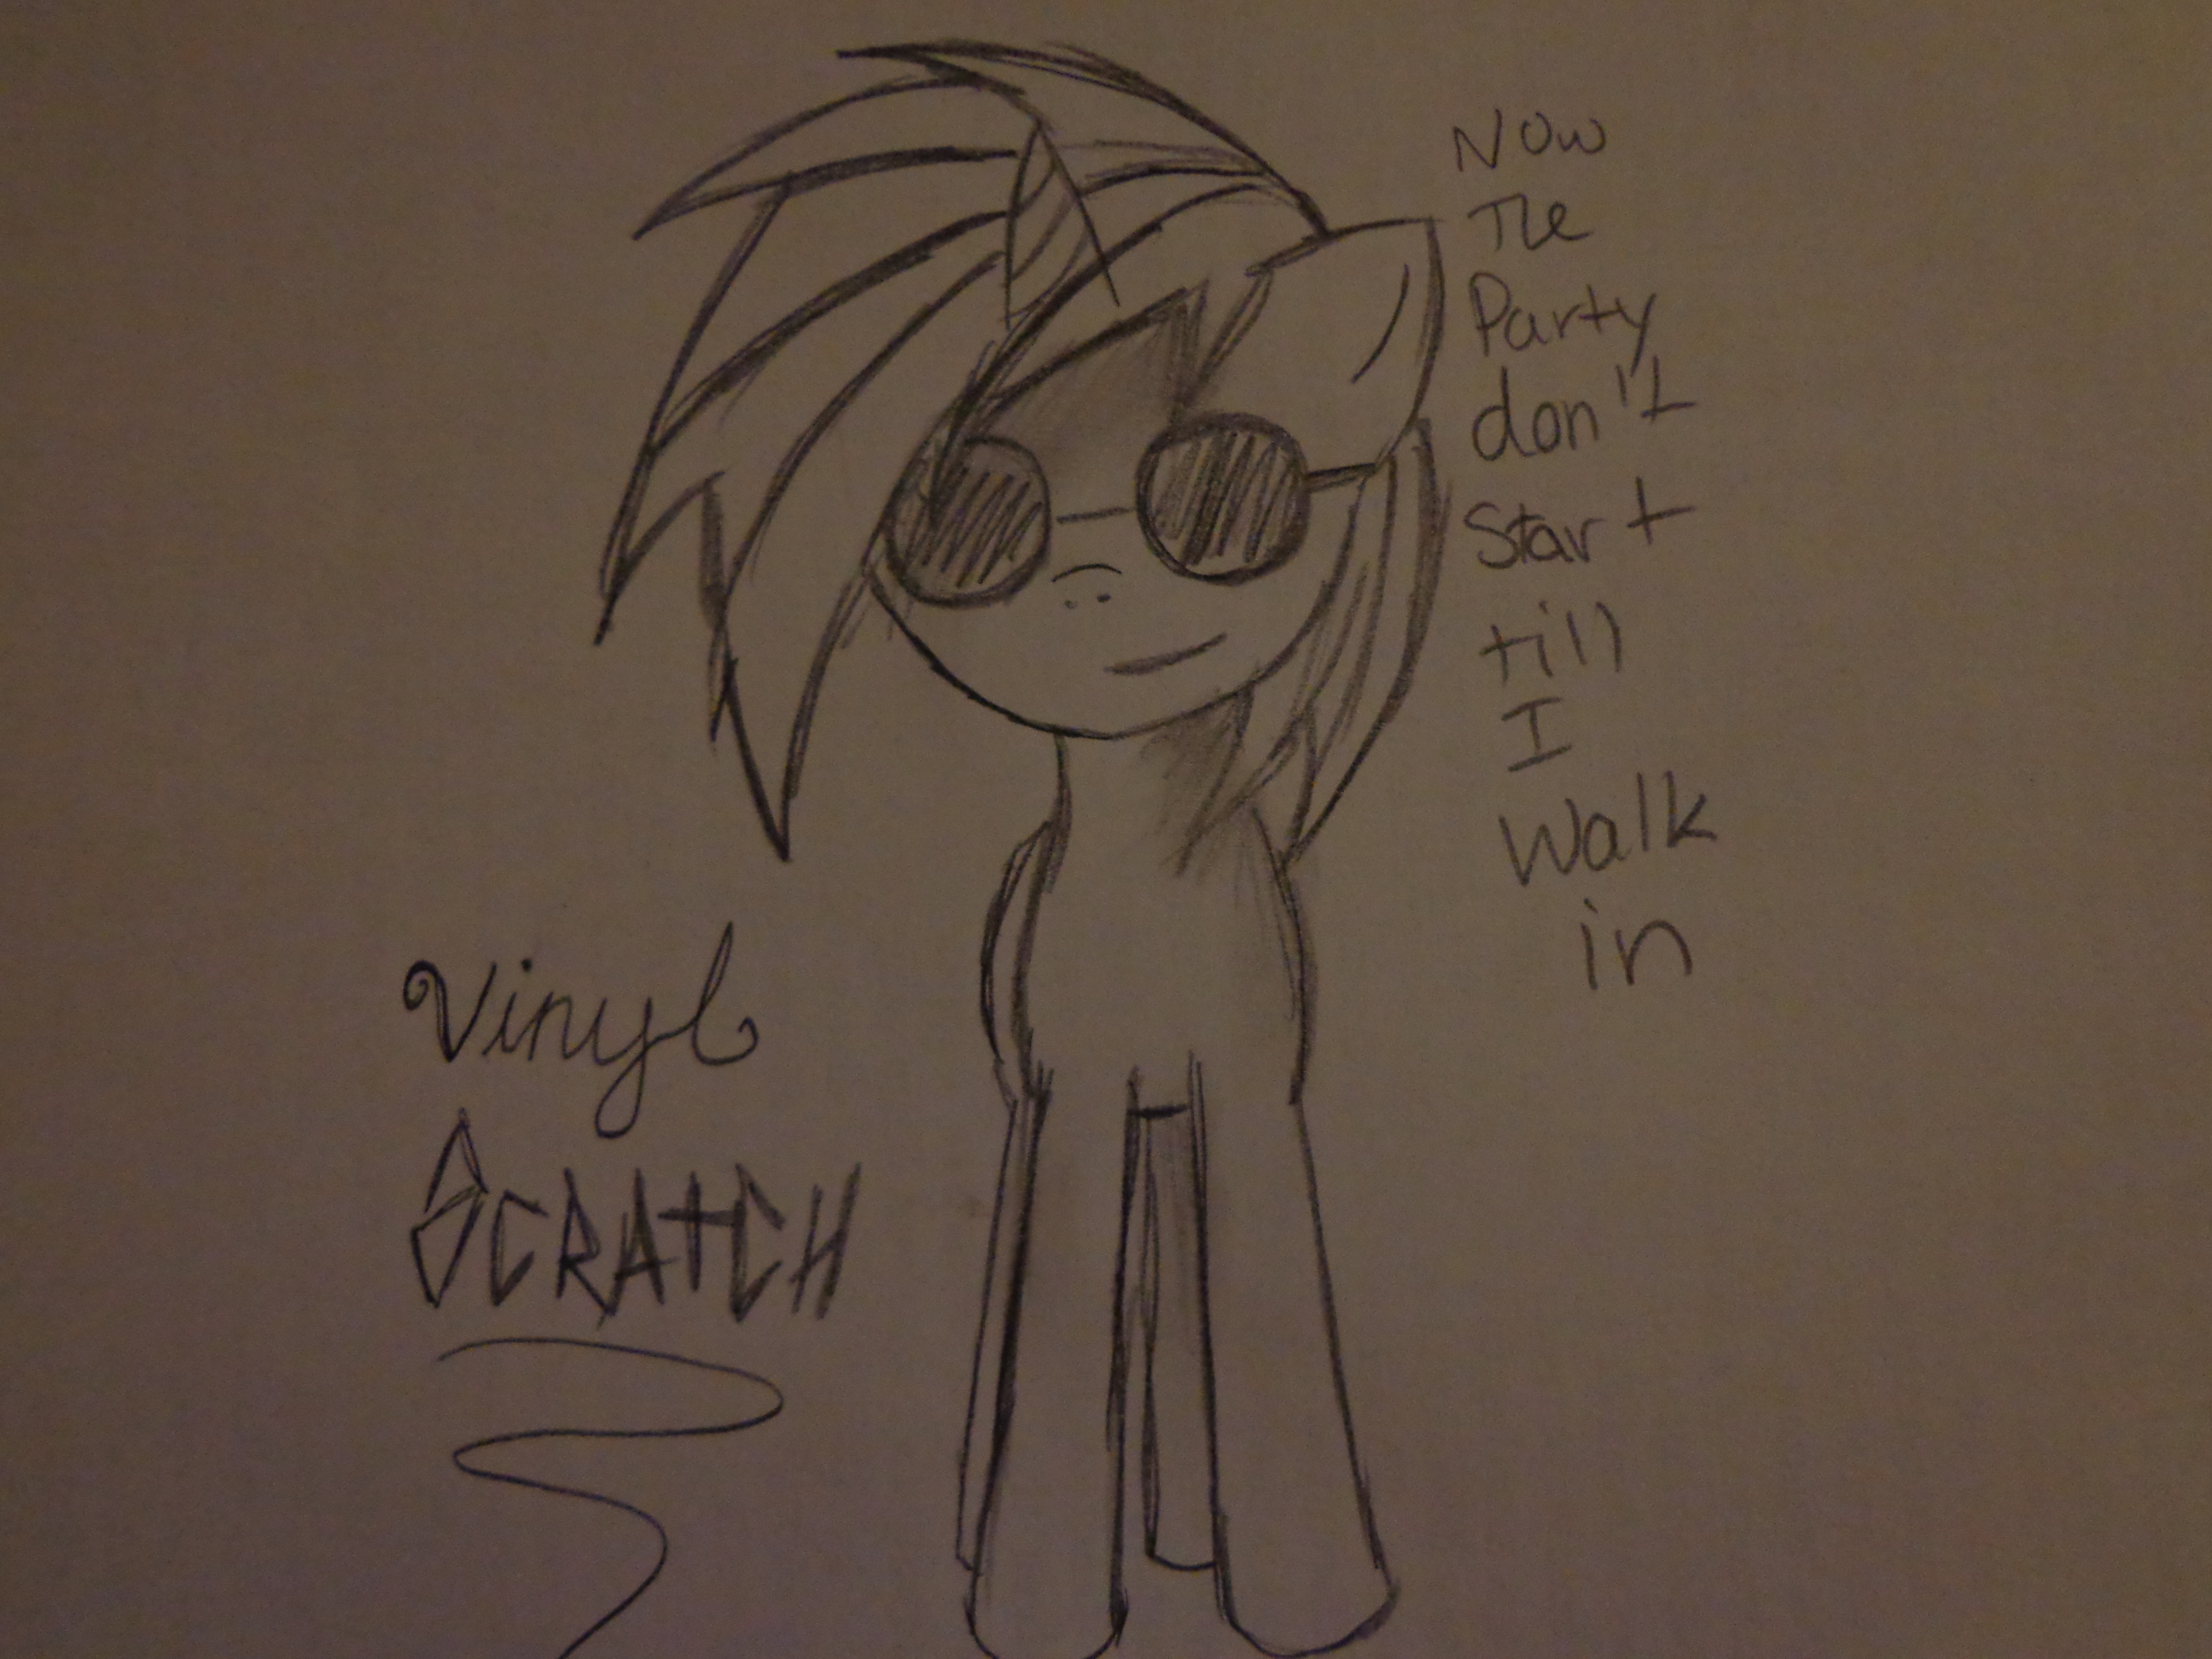 Now
The
Party
don't
Start
till
I
Walk
in
Vinyl
SCRATCH